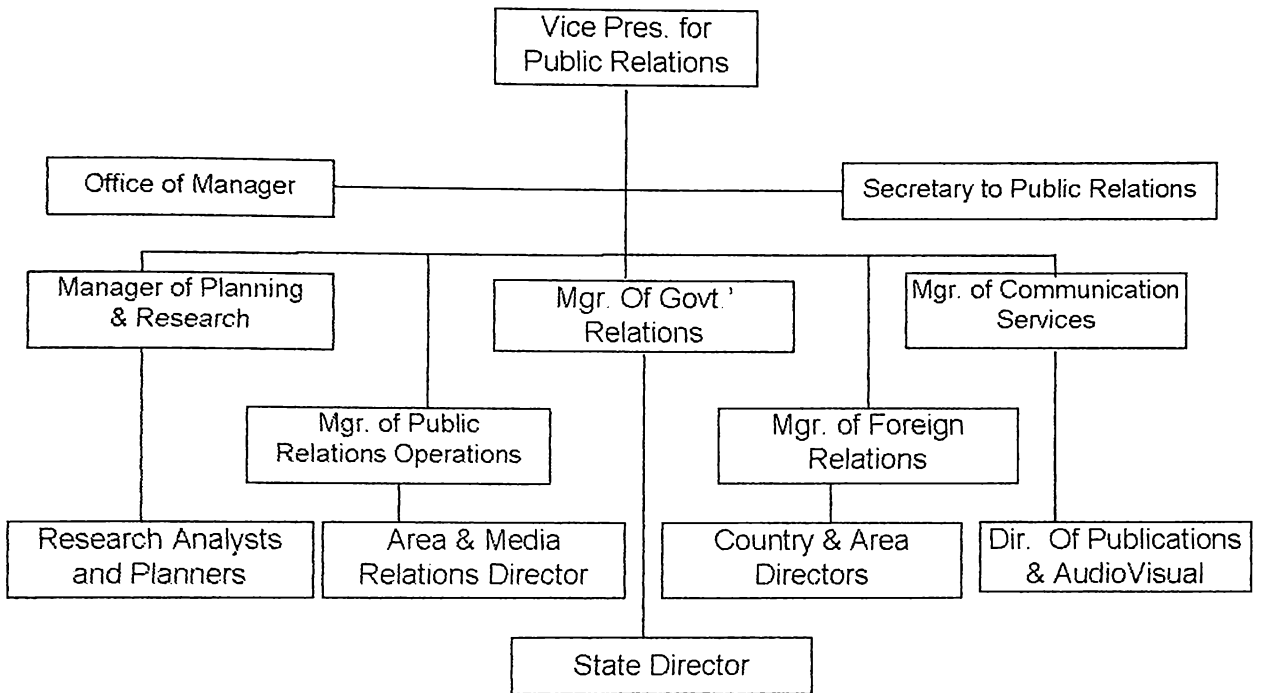 Vice Pres. for
Public Relations
Office of Manager
Secretary to Public Relations
Manager of Planning
& Research
Mgr. Of Govt.'
Relations
Mgr. of Communication
Services
Mgr. of Public
Relations Operations
Mgr. of Foreign
Relations
Research Analysts
and Planners
Area & Media
Relations Director
Country & Area
Directors
Dir. Of Publications
& AudioVisual
State Director